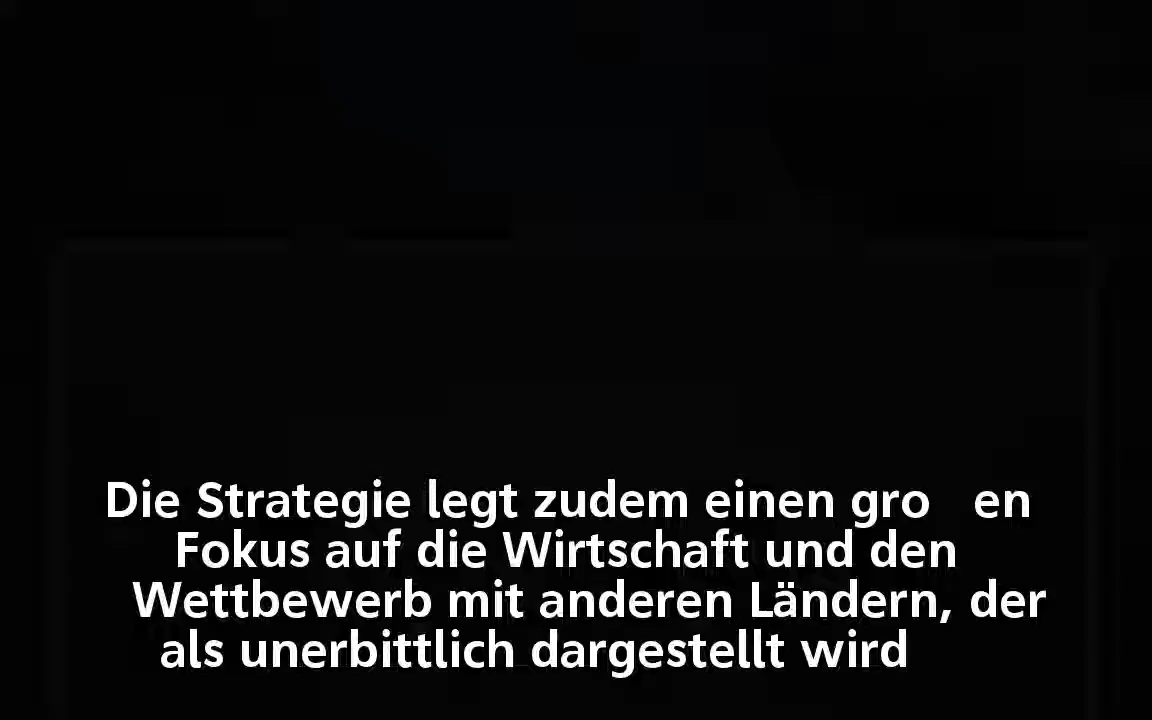 Die Strategie legt zudem einen gro en
Fokus auf die Wirtschaft und den
Wettbewerb mit anderen Ländern, der
als unerbittlich dargestellt wird